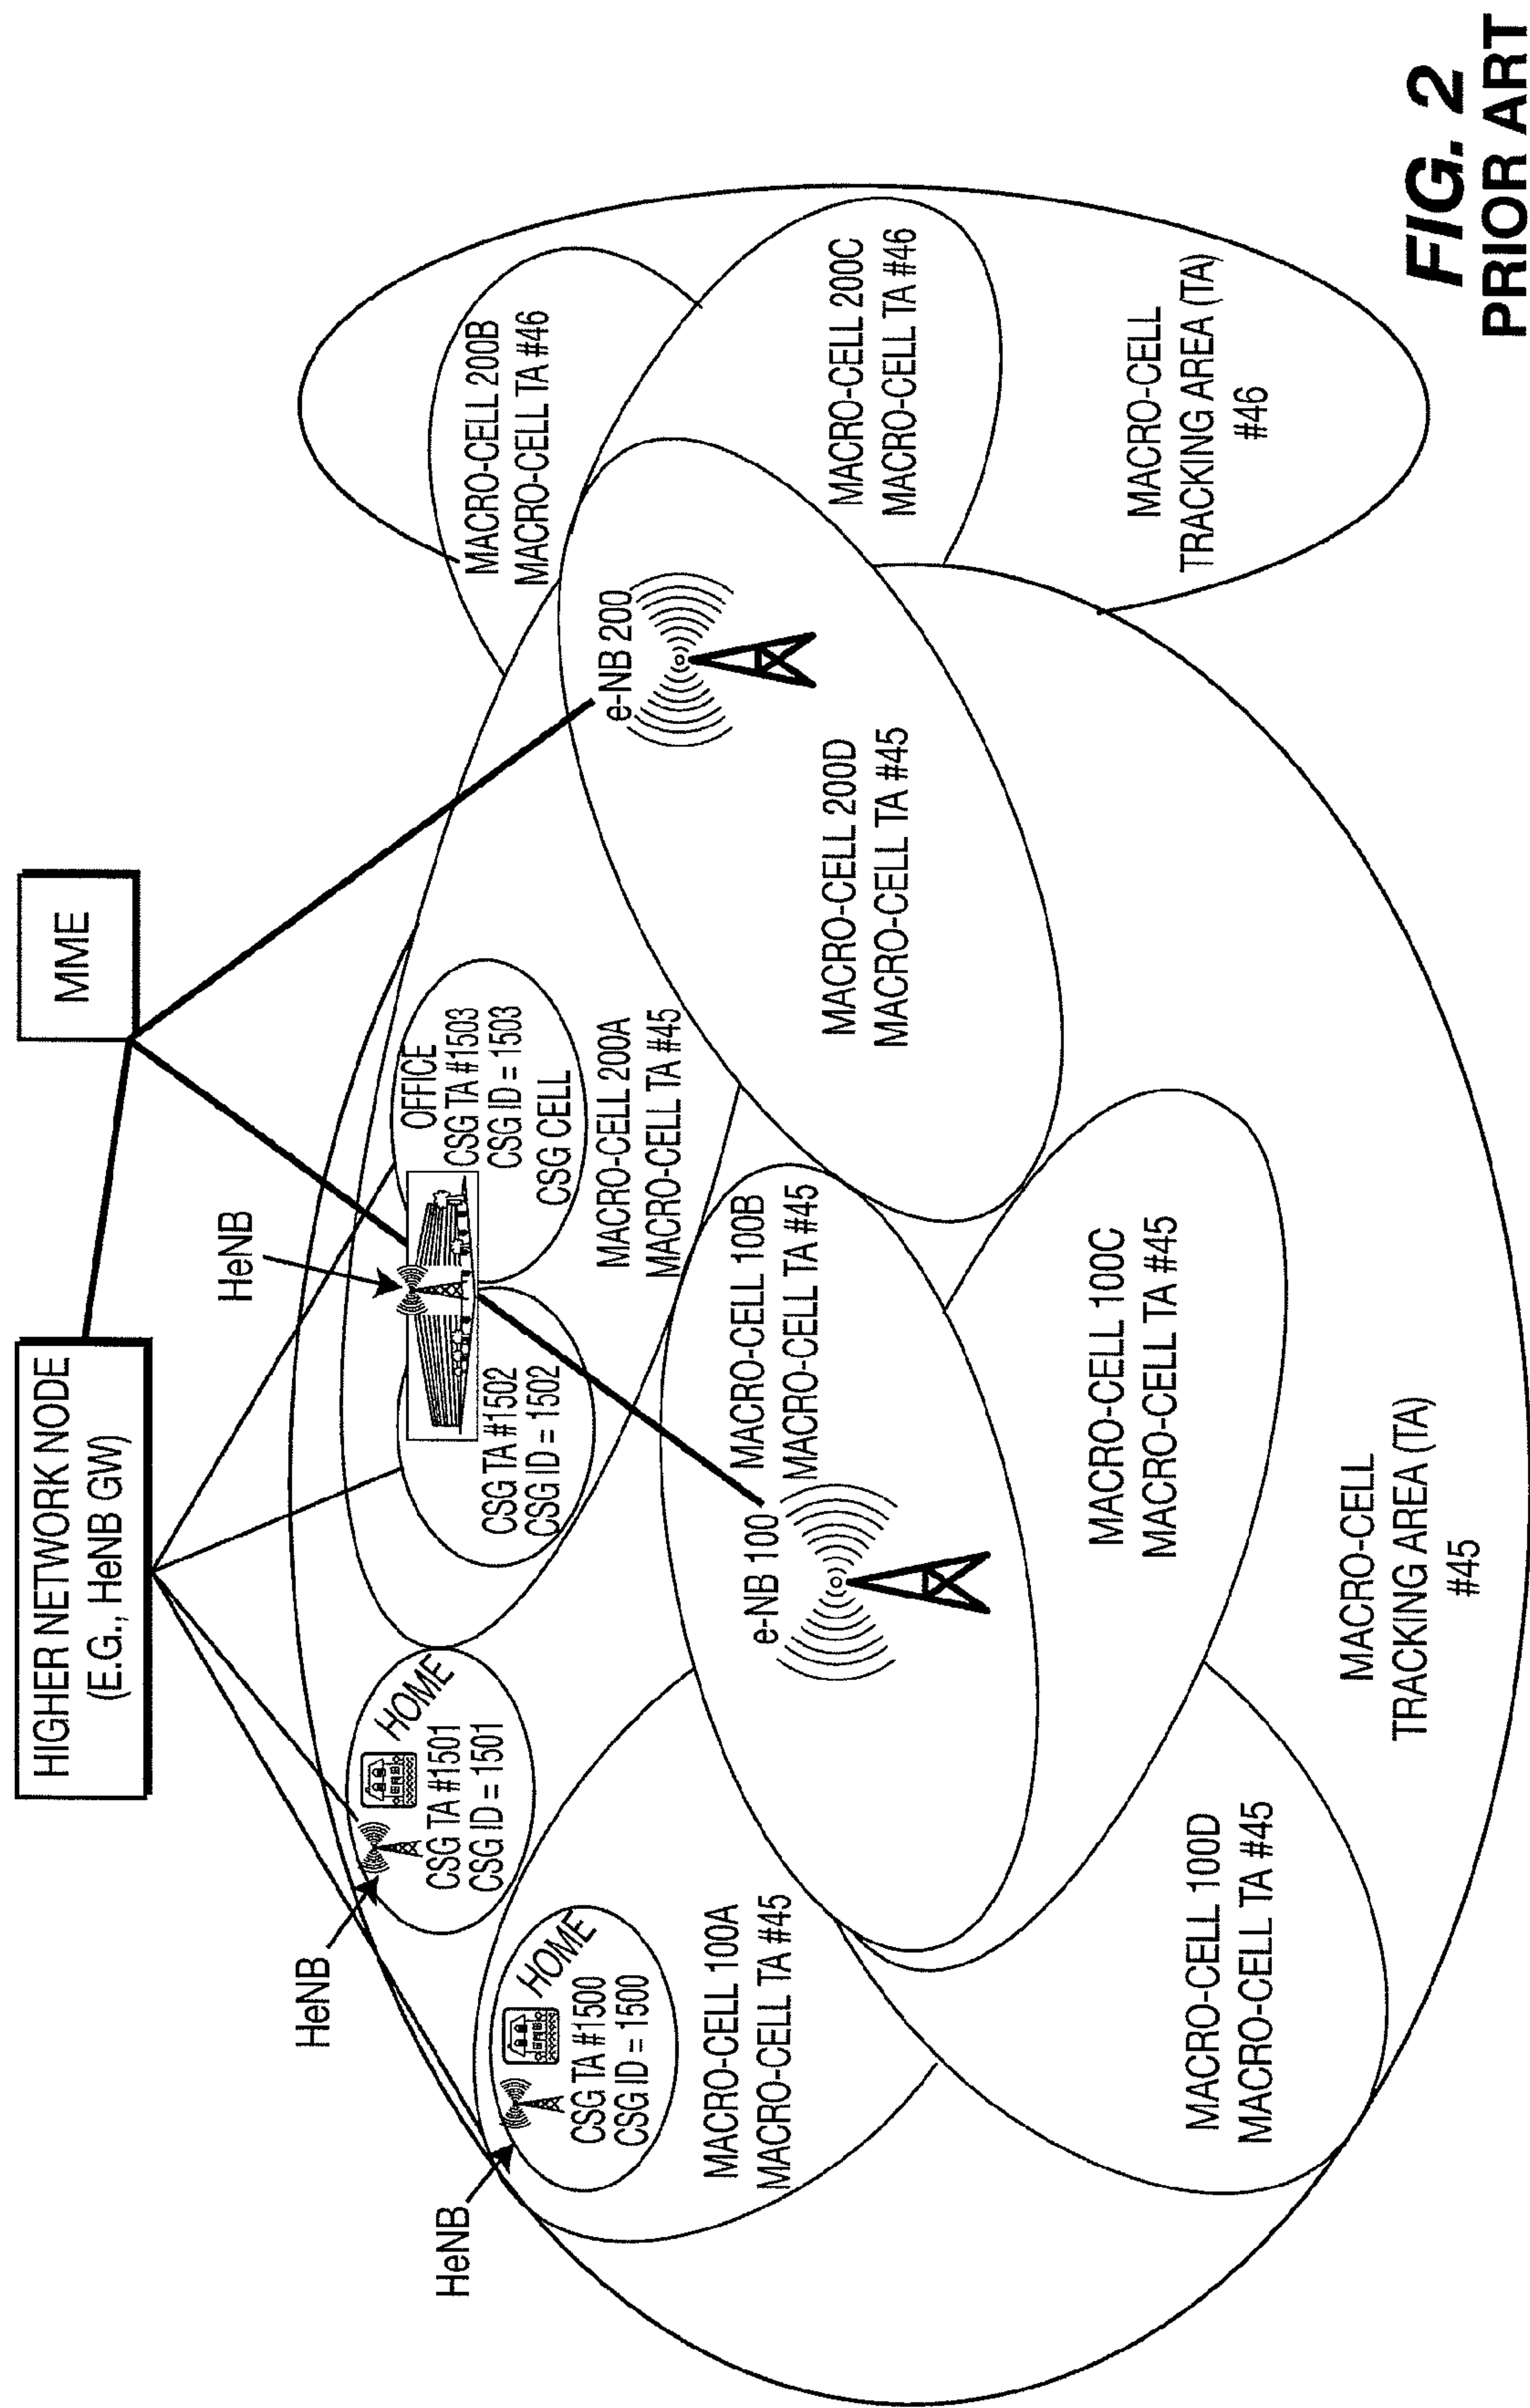 HIGHER NETWORK NODE
(E.G., HeNB GW)
MME
HeNB
HeNB
HeNB
HOME
CSG TA #1500
CSG ID = 1500
HOME
CSG TA #1501
CSG ID = 1501
CSG TA #1502
CSG ID = 1502
OFFICE
CSG TA #1503
CSG ID = 1503
CSG CELL
MACRO-CELL 200A
MACRO-CELL TA #45
MACRO-CELL 200B
MACRO-CELL TA #46
e-NB 200
MACRO-CELL 100A
MACRO-CELL TA #45
e-NB 100
MACRO-CELL 100B
MACRO-CELL TA #45
MACRO-CELL 200D
MACRO-CELL TA #45
MACRO-CELL 200C
MACRO-CELL TA #46
MACRO-CELL 100C
MACRO-CELL TA #45
MACRO-CELL 100D
MACRO-CELL TA #45
MACRO-CELL
TRACKING AREA (TA)
#45
MACRO-CELL
TRACKING AREA (TA)
#46
FIG. 2
PRIOR ART